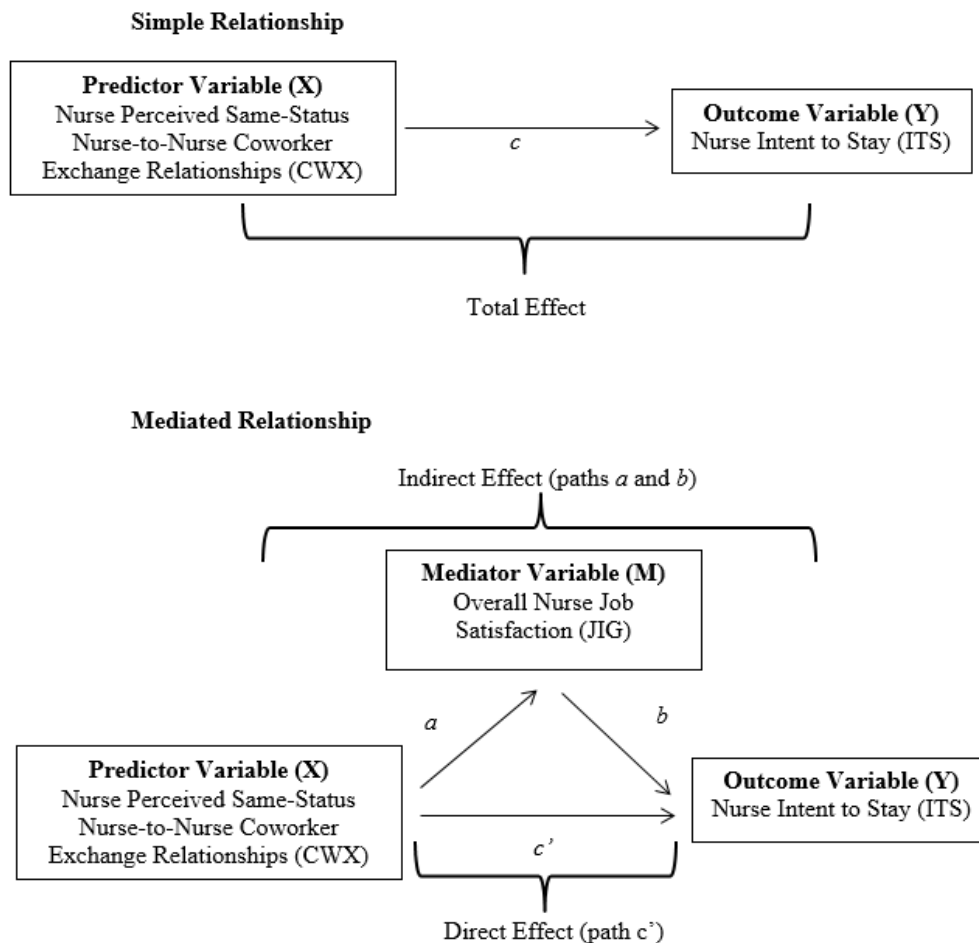 Simple Relationship
Predictor Variable (X)
Nurse Perceived Same-Status
Nurse-to-Nurse Coworker
Exchange Relationships (CWX)
c
Outcome Variable (Y)
Nurse Intent to Stay (ITS)
Total Effect
Mediated Relationship
Indirect Effect (paths a and b)
Mediator Variable (M)
Overall Nurse Job
Satisfaction (JIG)
a
b
Predictor Variable (X)
Nurse Perceived Same-Status
Nurse-to-Nurse Coworker
Exchange Relationships (CWX)
c’
Outcome Variable (Y)
Nurse Intent to Stay (ITS)
Direct Effect (path c’)